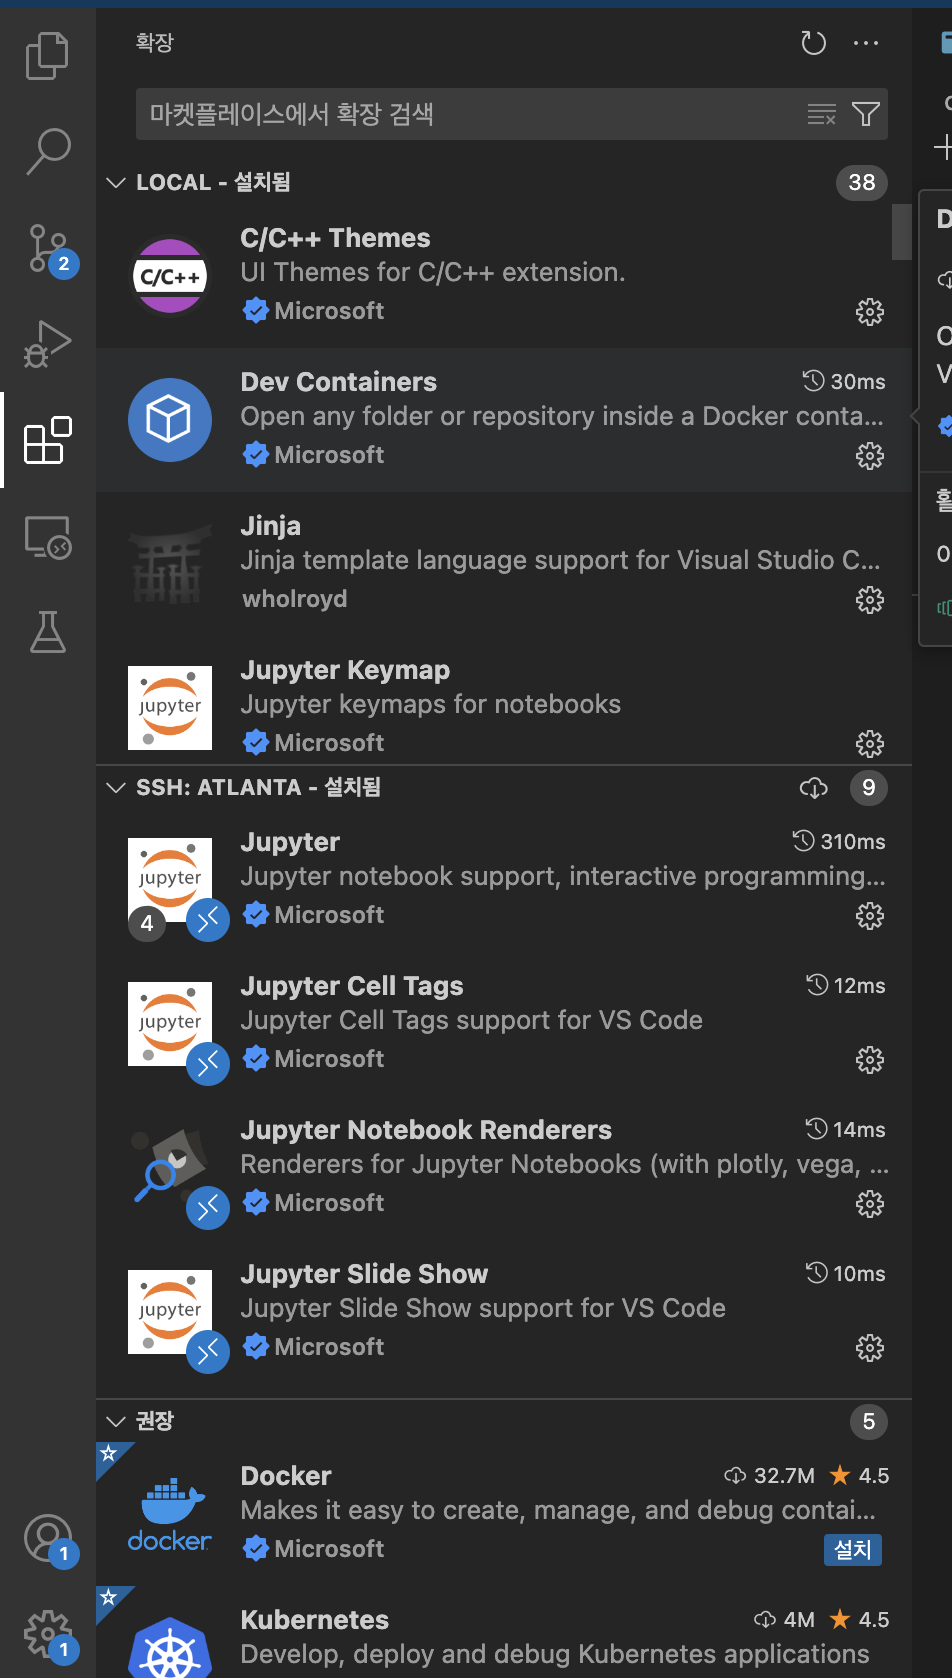 확장
마켓플레이스에서 확장 검색
LOCAL - 설치됨
38
C/C++
C/C++ Themes
UI Themes for C/C++ extension.
Microsoft
Dev Containers
30ms
Open any folder or repository inside a Docker conta...
Microsoft
Jinja
Jinja template language support for Visual Studio C...
wholroyd
jupyter
Jupyter Keymap
Jupyter keymaps for notebooks
Microsoft
SSH: ATLANTA - 설치됨
9
jupyter
4
Jupyter
310ms
Jupyter notebook support, interactive programming...
Microsoft
jupyter
Jupyter Cell Tags
12ms
Jupyter Cell Tags support for VS Code
Microsoft
Jupyter Notebook Renderers
14ms
Renderers for Jupyter Notebooks (with plotly, vega, ...
Microsoft
jupyter
Jupyter Slide Show
10ms
Jupyter Slide Show support for VS Code
Microsoft
권장
5
docker
Docker
32.7M
4.5
Makes it easy to create, manage, and debug contai...
Microsoft
설치
Kubernetes
4M
4.5
Develop, deploy and debug Kubernetes applications
2
1
1